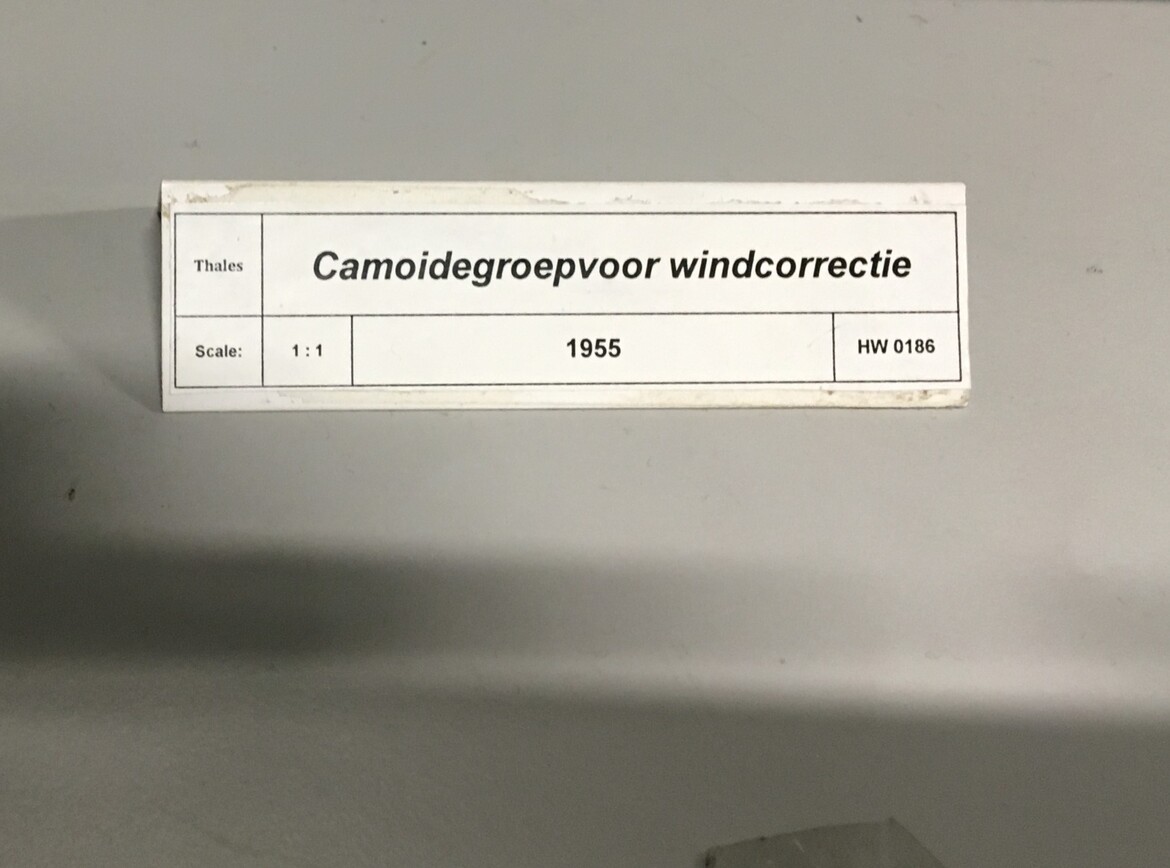 Thales
Camoidegroepvoor windcorrectie
Scale:
1 : 1
1955
HW 0186